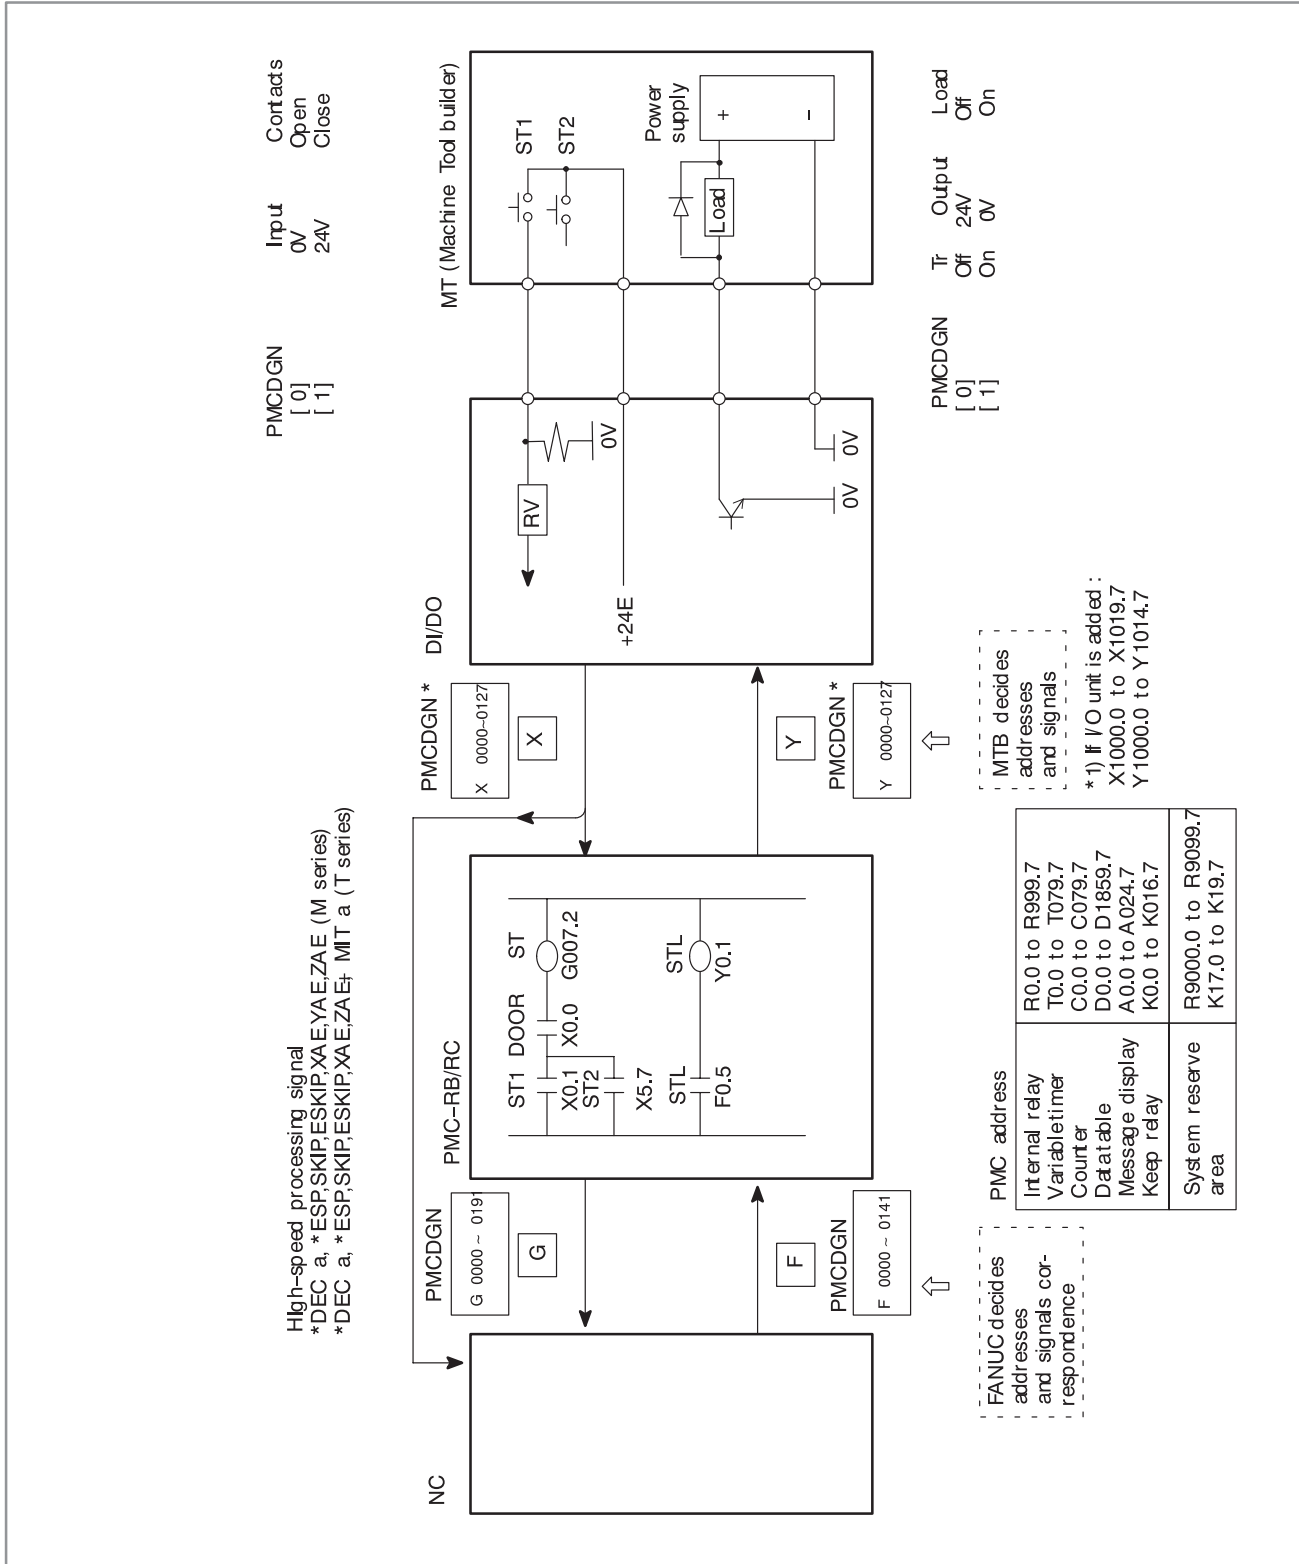 High-speed processing signal
*DEC a, *ESP,SKIP,ESKIP,XAE,YAE,ZAE (M series)
*DEC a, *ESP,SKIP,ESKIP,XAE,ZAE,+ MIT a (T series)
PMCDGN
[ 0]
[ 1]
Input
0V
24V
Contacts
Open
Close
NC
PMCDGN
G 0000 ~ 0191
G
PMC-RB/RC
ST1
X0.1
DOOR
X0.0
ST
G007.2
ST2
X5.7
STL
F0.5
STL
Y0.1
PMCDGN *
X 0000~0127
X
DI/DO
RV
0V
+24E
0V
0V
MT (Machine Tool builder)
ST1
ST2
Power
supply
+
-
Load
F
PMCDGN
F 0000 ~ 0141
Y
PMCDGN *
Y 0000~0127
PMCDGN
[ 0]
[ 1]
Tr
Off
On
Output
24V
0V
Load
Off
On
FANUC decides
addresses
and signals cor-
respondence
MTB decides
addresses
and signals
PMC address
Internal relay R0.0 to R999.7
Variable timer T0.0 to T079.7
Counter C0.0 to C079.7
Data table D0.0 to D1859.7
Message display A0.0 to A024.7
Keep relay K0.0 to K016.7
System reserve R9000.0 to R9099.7
area K17.0 to K19.7
*1) If I/O unit is added :
X1000.0 to X1019.7
Y1000.0 to Y1014.7